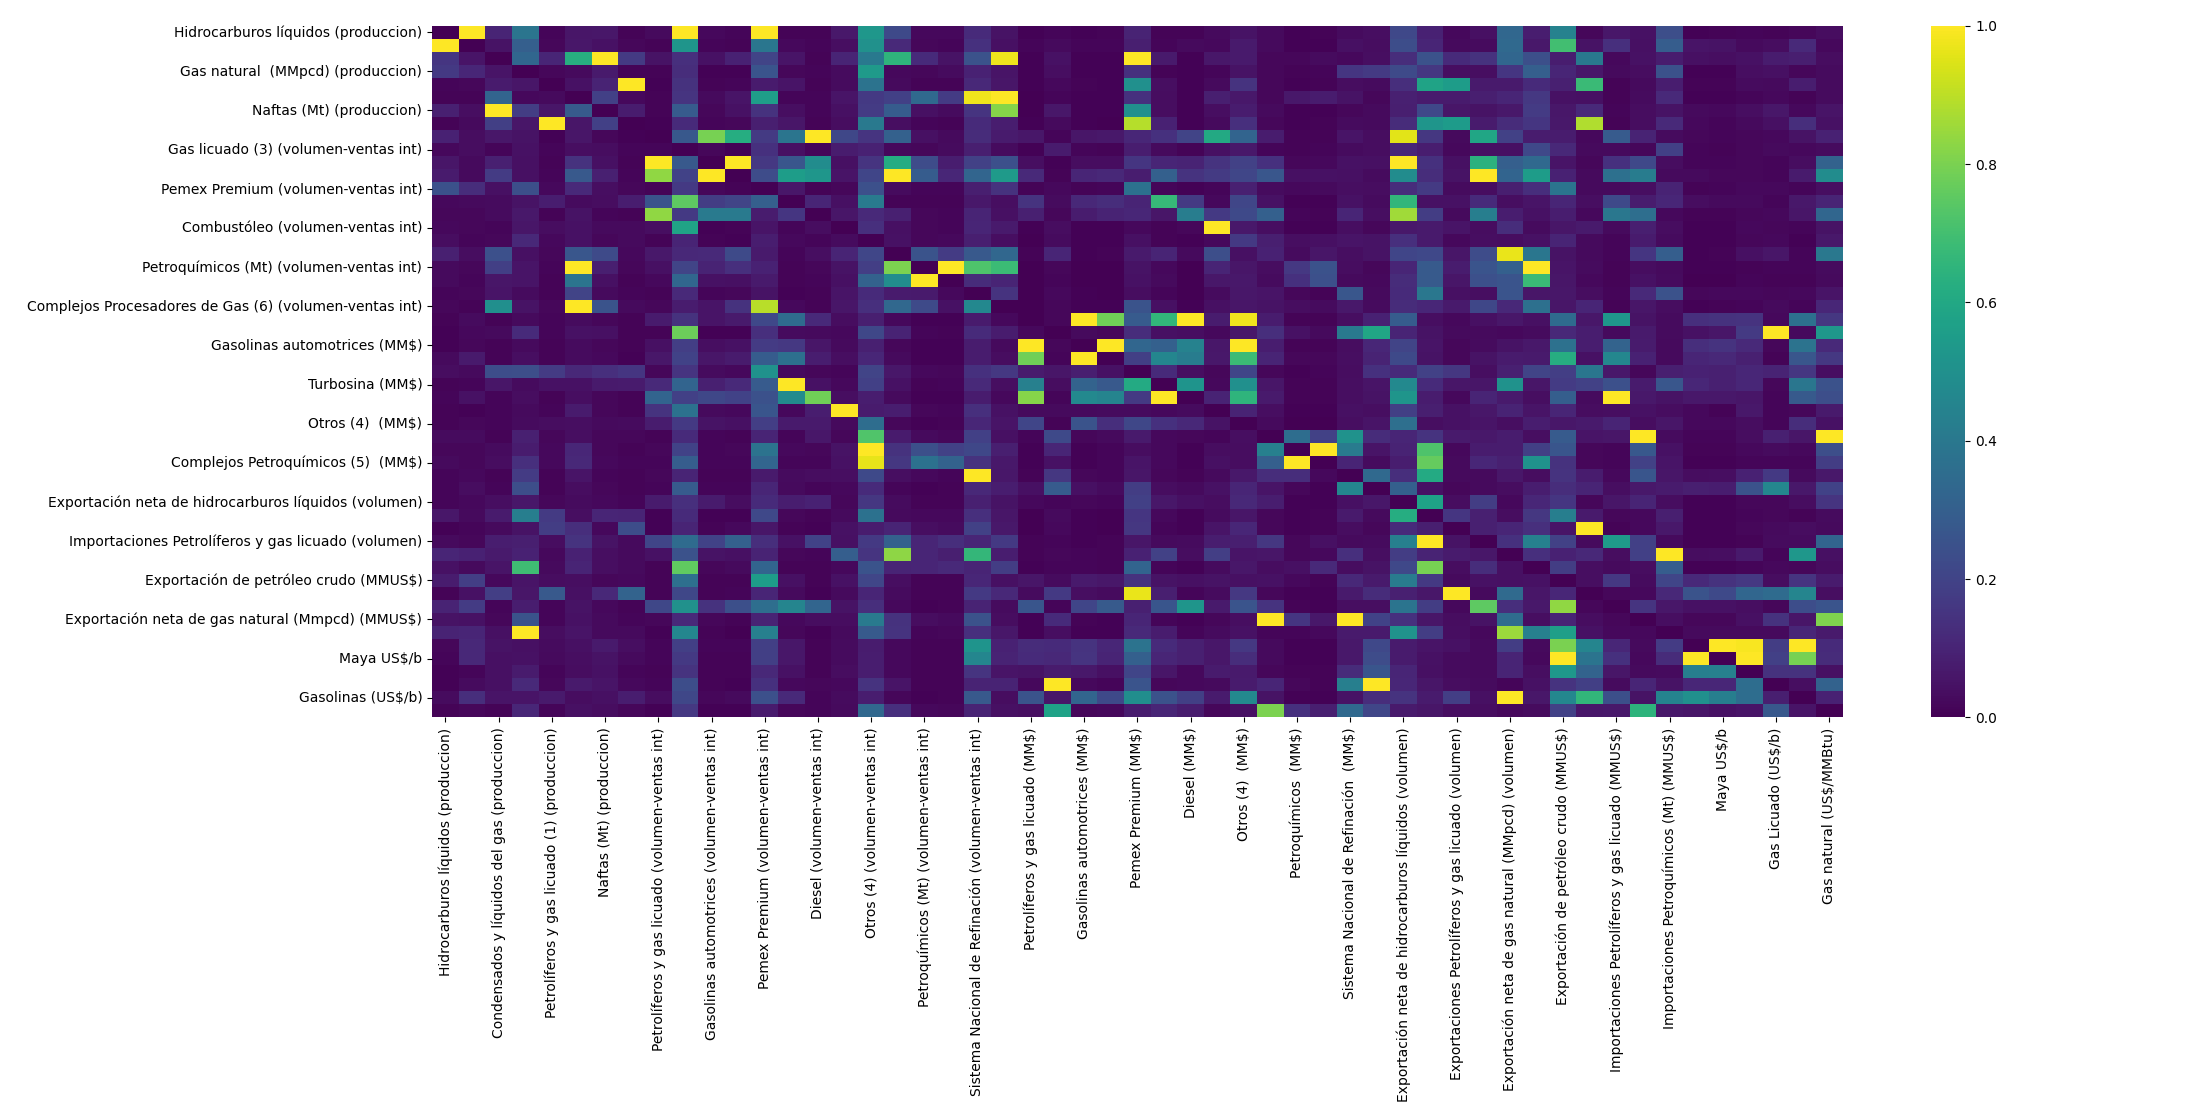 Hidrocarburos líquidos (produccion)
Gas natural  (MMpcd) (produccion)
Naftas (Mt) (produccion)
Gas licuado (3) (volumen-ventas int)
Pemex Premium (volumen-ventas int)
Combustóleo (volumen-ventas int)
Petroquímicos (Mt) (volumen-ventas int)
Complejos Procesadores de Gas (6) (volumen-ventas int)
Gasolinas automotrices (MM$)
Turbosina (MM$)
Otros (4)  (MM$)
Complejos Petroquímicos (5)  (MM$)
Exportación neta de hidrocarburos líquidos (volumen)
Importaciones Petrolíferos y gas licuado (volumen)
Exportación de petróleo crudo (MMUS$)
Exportación neta de gas natural (Mmpcd) (MMUS$)
Maya US$/b
Gasolinas (US$/b)
Hidrocarburos líquidos (produccion)
Condensados y líquidos del gas (produccion)
Petrolíferos y gas licuado (1) (produccion)
Naftas (Mt) (produccion)
Petrolíferos y gas licuado (volumen-ventas int)
Gasolinas automotrices (volumen-ventas int)
Pemex Premium (volumen-ventas int)
Diesel (volumen-ventas int)
Otros (4) (volumen-ventas int)
Petroquímicos (Mt) (volumen-ventas int)
Sistema Nacional de Refinación (volumen-ventas int)
Petrolíferos y gas licuado (MM$)
Gasolinas automotrices (MM$)
Pemex Premium (MM$)
Diesel (MM$)
Otros (4)  (MM$)
Petroquímicos  (MM$)
Sistema Nacional de Refinación  (MM$)
Exportación neta de hidrocarburos líquidos (volumen)
Exportaciones Petrolíferos y gas licuado (volumen)
Exportación neta de gas natural (MMpcd) (volumen)
Exportación de petróleo crudo (MMUS$)
Importaciones Petrolíferos y gas licuado (MMUS$)
Importaciones Petroquímicos (Mt) (MMUS$)
Maya US$/b
Gas Licuado (US$/b)
Gas natural (US$/MMBtu)
1.0
0.8
0.6
0.4
0.2
0.0